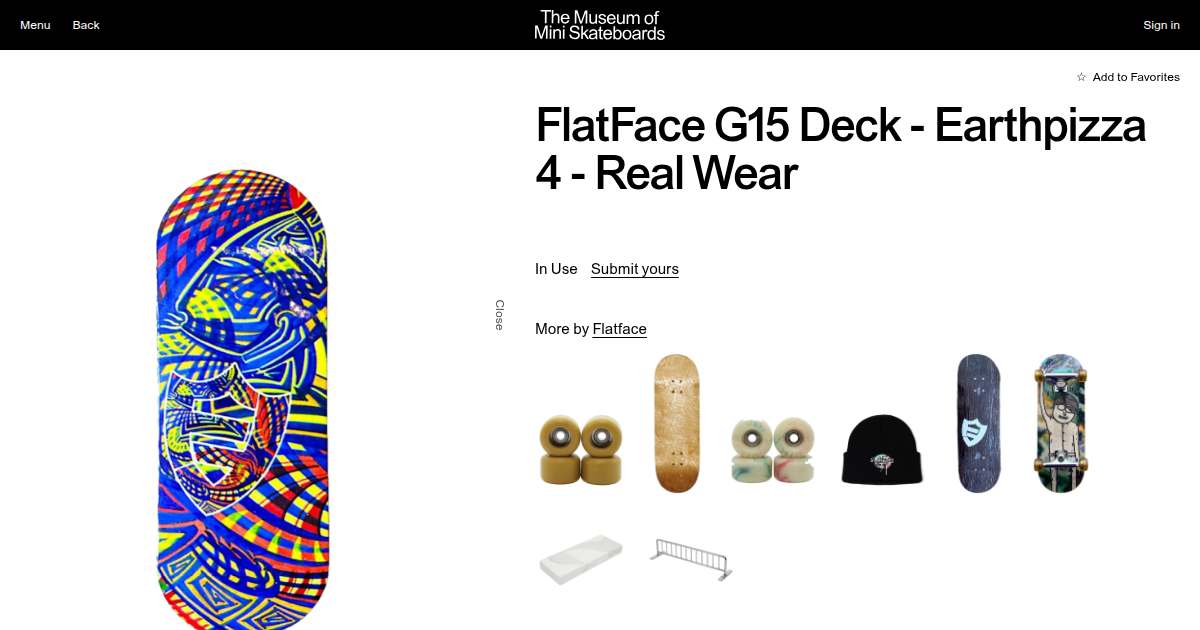 Menu
Back
The Museum of
Mini Skateboards
Sign in
☆ Add to Favorites
FlatFace G15 Deck - Earthpizza
4 - Real Wear
In Use Submit yours
Close
More by Flatface